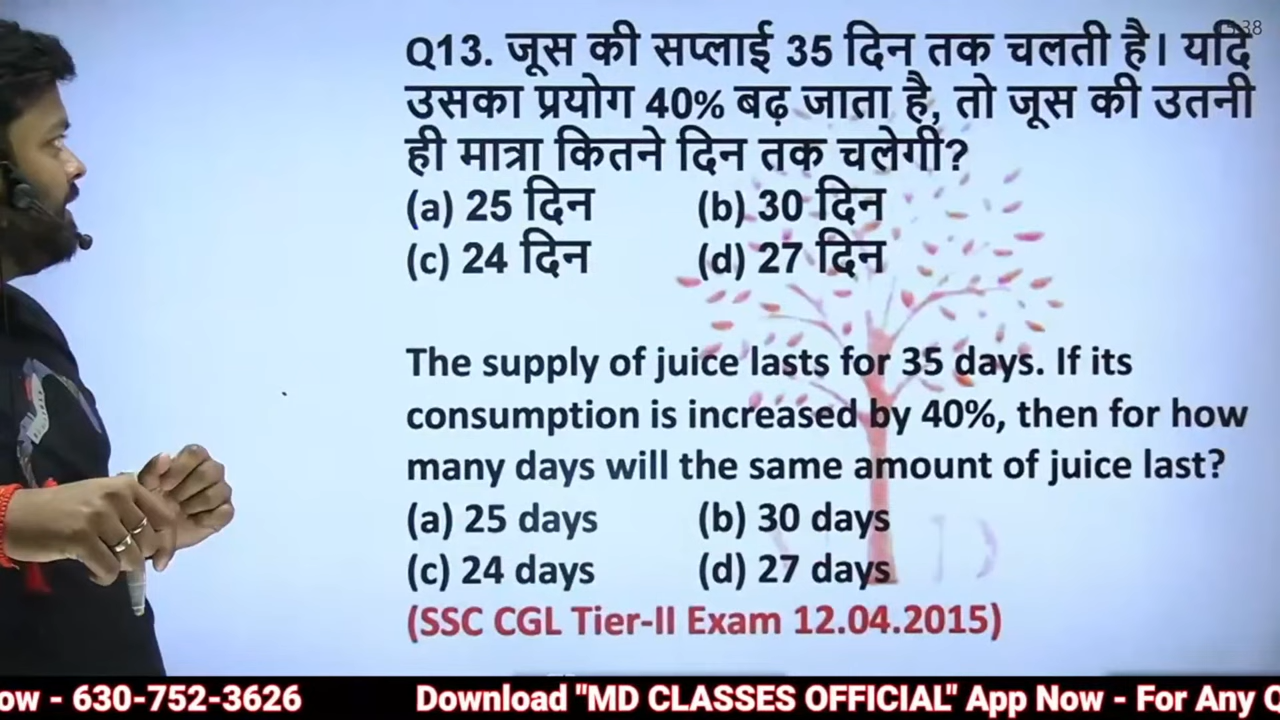 Q13. जूस की सप्लाई 35 दिन तक चलती है। यदि
उसका प्रयोग 40% बढ़ जाता है, तो जूस की उतनी
ही मात्रा कितने दिन तक चलेगी?
(a) 25 दिन (b) 30 दिन
(c) 24 दिन (d) 27 दिन
The supply of juice lasts for 35 days. If its
consumption is increased by 40%, then for how
many days will the same amount of juice last?
(a) 25 days (b) 30 days
(c) 24 days (d) 27 days
(SSC CGL Tier-II Exam 12.04.2015)
ow - 630-752-3626 Download "MD CLASSES OFFICIAL" App Now - For Any Q